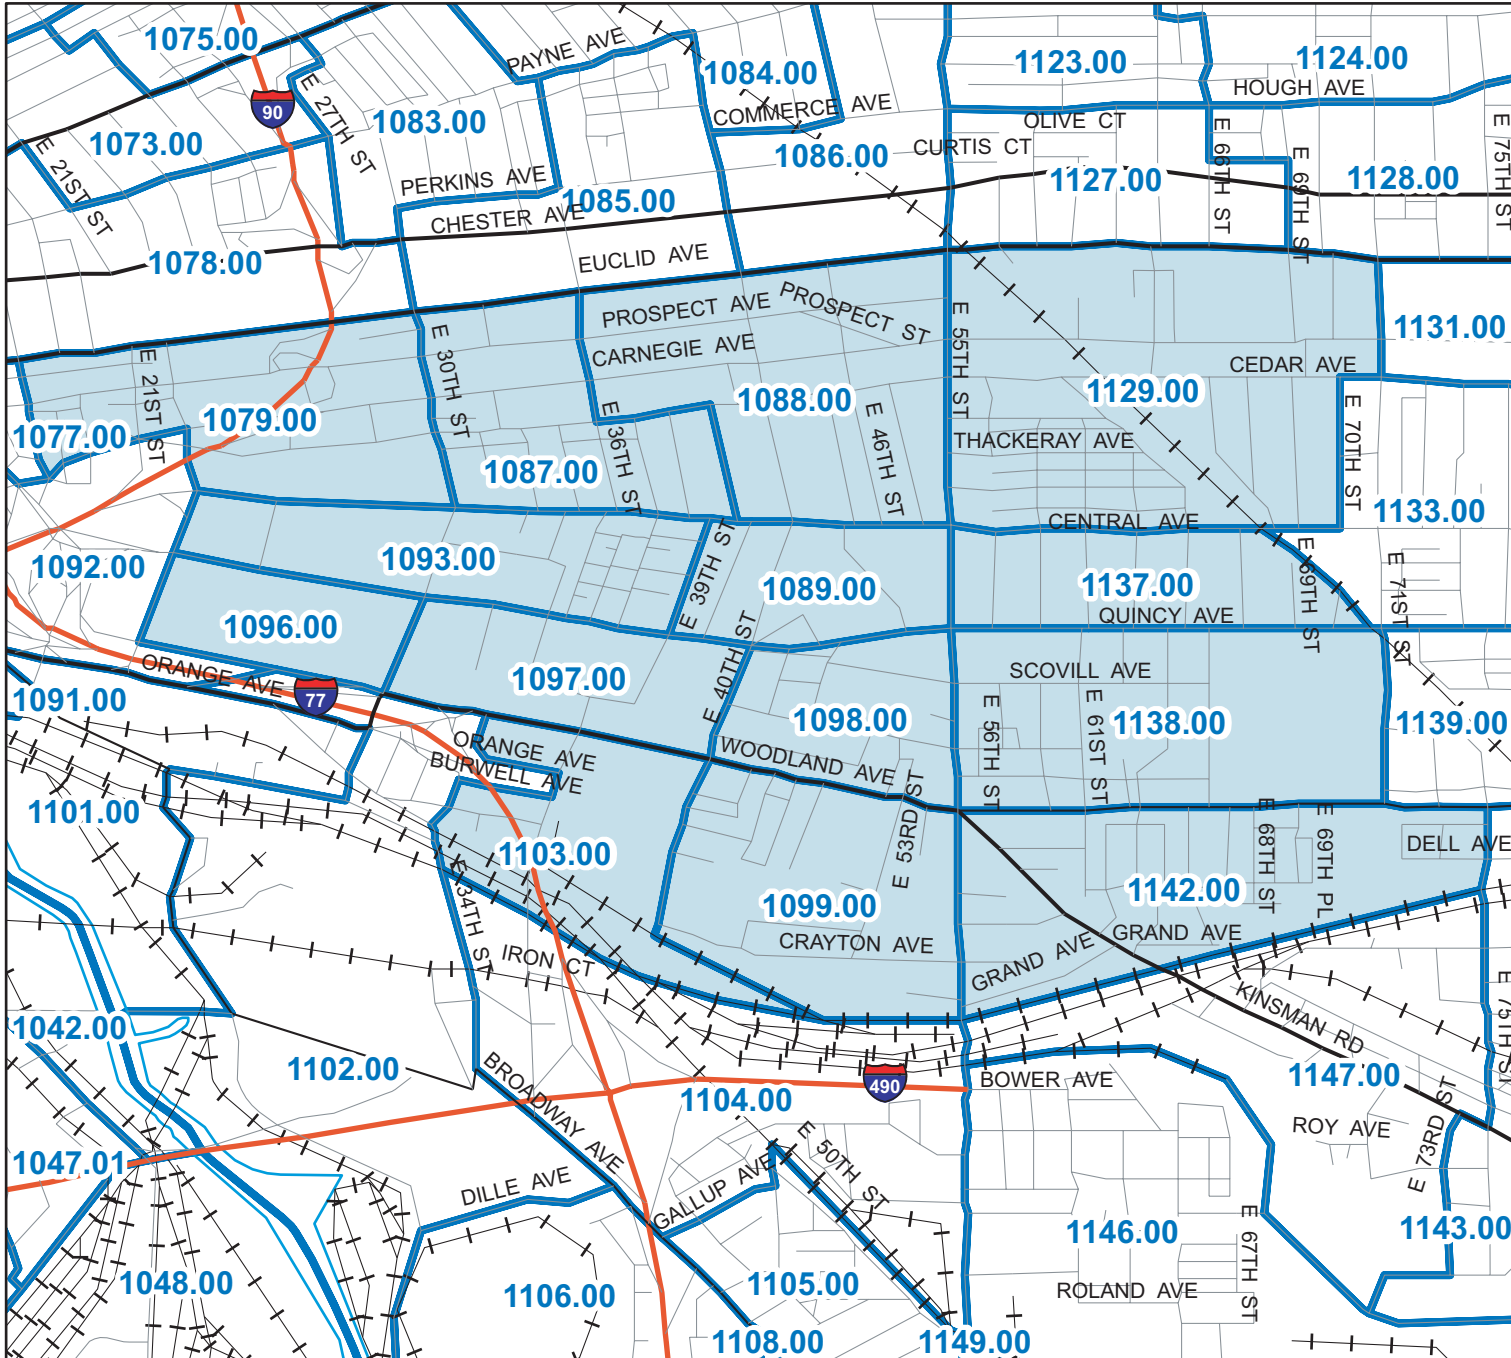 1075.00
PAYNE AVE
1084.00
1123.00
1124.00
HOUGH AVE
90
E 27TH ST
1083.00
COMMERCE AVE
OLIVE CT
1073.00
E 21ST ST
CURTIS CT
1086.00
E 66TH ST
E 69TH ST
E 75TH ST
PERKINS AVE
1085.00
1127.00
1128.00
CHESTER AVE
1078.00
EUCLID AVE
PROSPECT AVE
PROSPECT ST
E 55TH ST
1131.00
E 21ST ST
E 30TH ST
CARNEGIE AVE
CEDAR AVE
1079.00
1088.00
1129.00
1077.00
E 36TH ST
E 46TH ST
THACKERAY AVE
E 70TH ST
1087.00
CENTRAL AVE
1133.00
1092.00
1093.00
E 39TH ST
1089.00
1137.00
E 69TH ST
E 71ST ST
QUINCY AVE
1096.00
E 40TH ST
ORANGE AVE
77
1091.00
1097.00
SCOVILL AVE
1098.00
E 56TH ST
E 61ST ST
1138.00
1139.00
ORANGE AVE
BURWELL AVE
WOODLAND AVE
1101.00
1103.00
E 53RD ST
E 68TH ST
E 69TH PL
DELL AVE
1099.00
1142.00
E 34TH ST
IRON CT
CRAYTON AVE
GRAND AVE
GRAND AVE
KINSMAN RD
E 75TH ST
1042.00
1102.00
BROADWAY AVE
490
BOWER AVE
1147.00
1104.00
ROY AVE
E 73RD ST
1047.01
E 50TH ST
DILLE AVE
GALLUP AVE
1146.00
E 67TH ST
1143.00
1048.00
1106.00
1105.00
ROLAND AVE
1108.00
1149.00